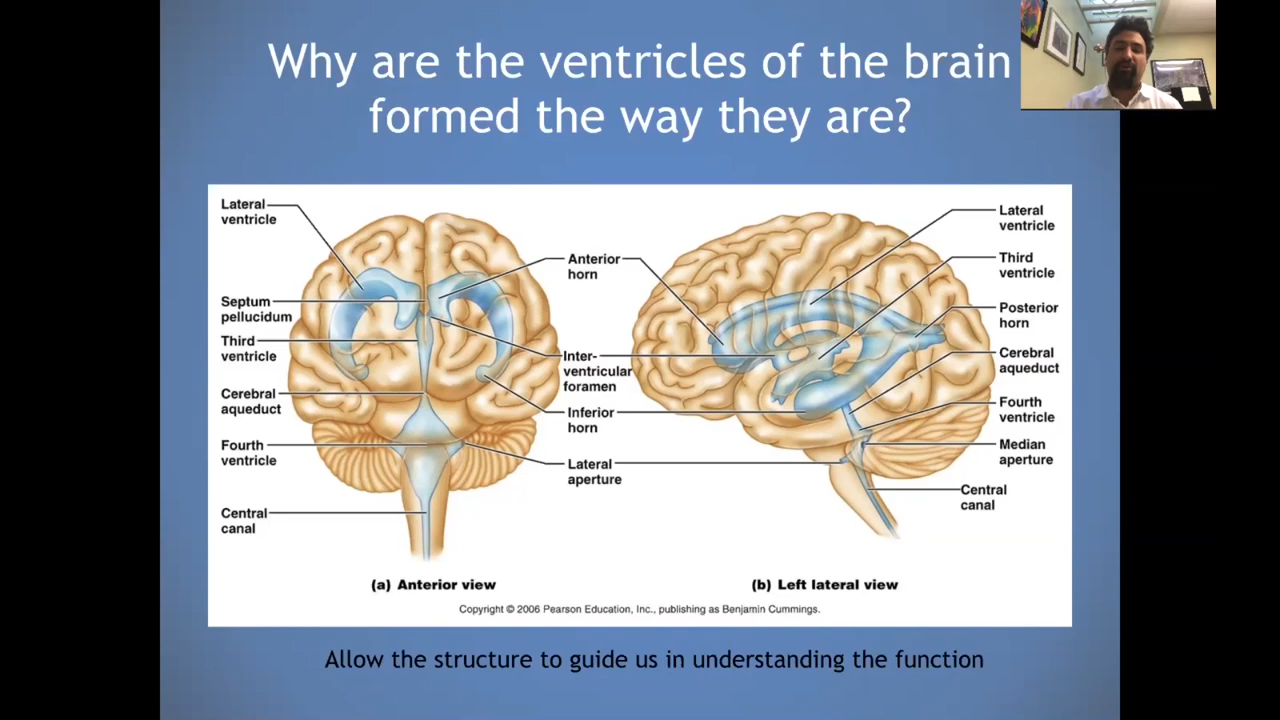 Why are the ventricles of the brain
formed the way they are?
Lateral
ventricle
Septum
pellucidum
Third
ventricle
Cerebral
aqueduct
Fourth
ventricle
Central
canal
Anterior
horn
Inter-
ventricular
foramen
Inferior
horn
Lateral
aperture
Lateral
ventricle
Third
ventricle
Posterior
horn
Cerebral
aqueduct
Fourth
ventricle
Median
aperture
Central
canal
(a) Anterior view
(b) Left lateral view
Copyright © 2006 Pearson Education, Inc., publishing as Benjamin Cummings.
Allow the structure to guide us in understanding the function